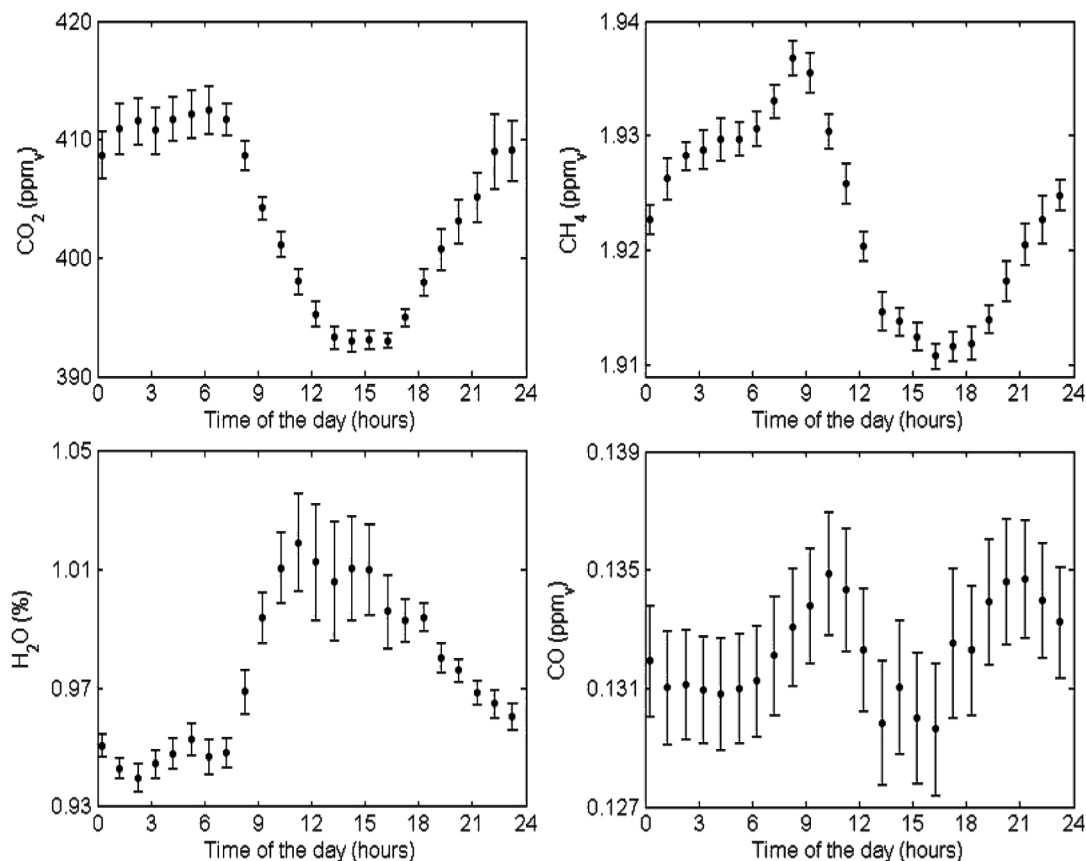 420
410
400
390
CO2 (ppmv)
0 3 6 9 12 15 18 21 24
Time of the day (hours)
1.94
1.93
1.92
1.91
CH4 (ppmv)
0 3 6 9 12 15 18 21 24
Time of the day (hours)
1.05
1.01
0.97
0.93
H2O (%)
0 3 6 9 12 15 18 21 24
Time of the day (hours)
0.139
0.135
0.131
0.127
CO (ppmv)
0 3 6 9 12 15 18 21 24
Time of the day (hours)